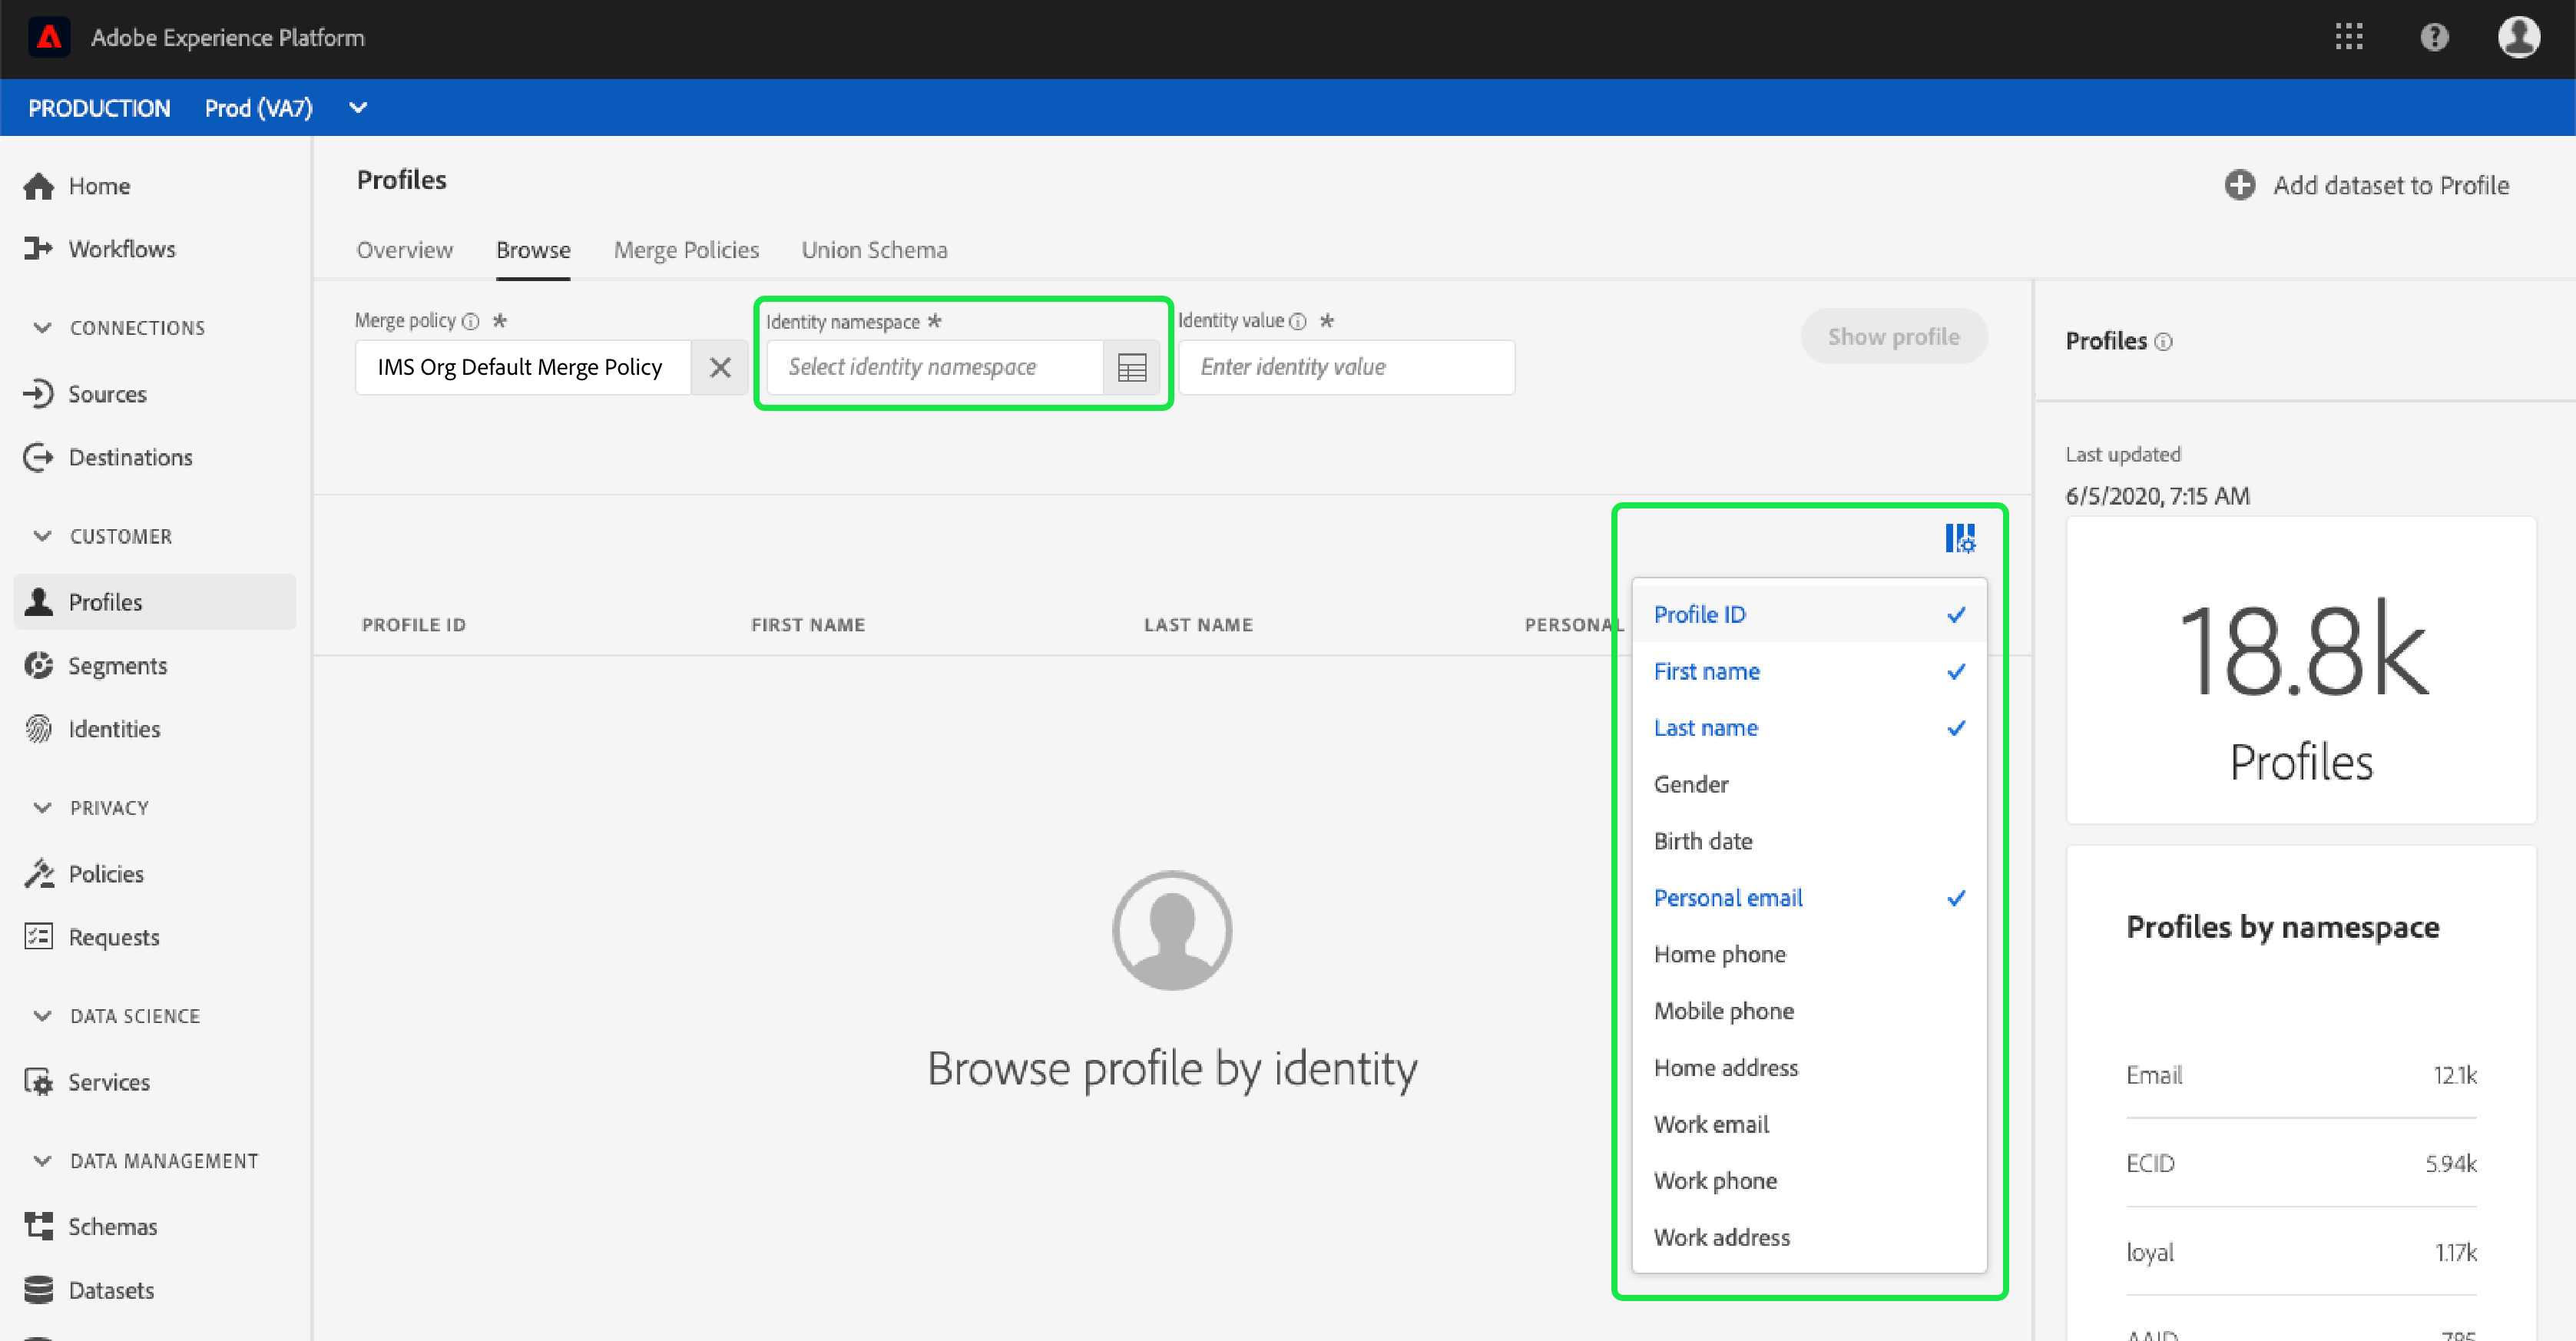 Adobe Experience Platform
PRODUCTION Prod (VA7)
Home
Workflows
CONNECTIONS
Sources
Destinations
CUSTOMER
Profiles
Segments
Identities
PRIVACY
Policies
Requests
DATA SCIENCE
Services
DATA MANAGEMENT
Schemas
Datasets
Profiles
Add dataset to Profile
Overview Browse Merge Policies Union Schema
Merge policy * Identity namespace * Identity value *
IMS Org Default Merge Policy Select identity namespace Enter identity value Show profile
PROFILE ID FIRST NAME LAST NAME PERSONAL
Profile ID
First name
Last name
Gender
Birth date
Personal email
Home phone
Mobile phone
Home address
Work email
Work phone
Work address
Browse profile by identity
Profiles
Last updated
6/5/2020, 7:15 AM
18.8k
Profiles
Profiles by namespace
Email 12.1k
ECID 5.94k
loyal 1.17k